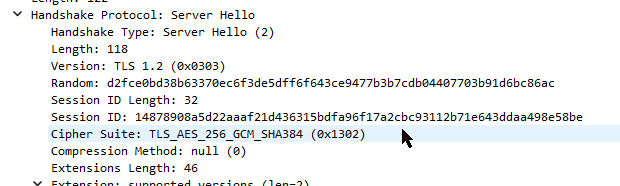 Handshake Protocol: Server Hello
Handshake Type: Server Hello (2)
Length: 118
Version: TLS 1.2 (0x0303)
Random: d2fce0bd38b63370ec6f3de5dff6f643ce9477b3b7cdb04407703b91d6bc86ac
Session ID Length: 32
Session ID: 14878908a5d22aaaf21d436315bdfa96f17a2cbc93112b71e643ddaa498e58be
Cipher Suite: TLS_AES_256_GCM_SHA384 (0x1302)
Compression Method: null (0)
Extensions Length: 46
Extension: supported_versions (len=2)